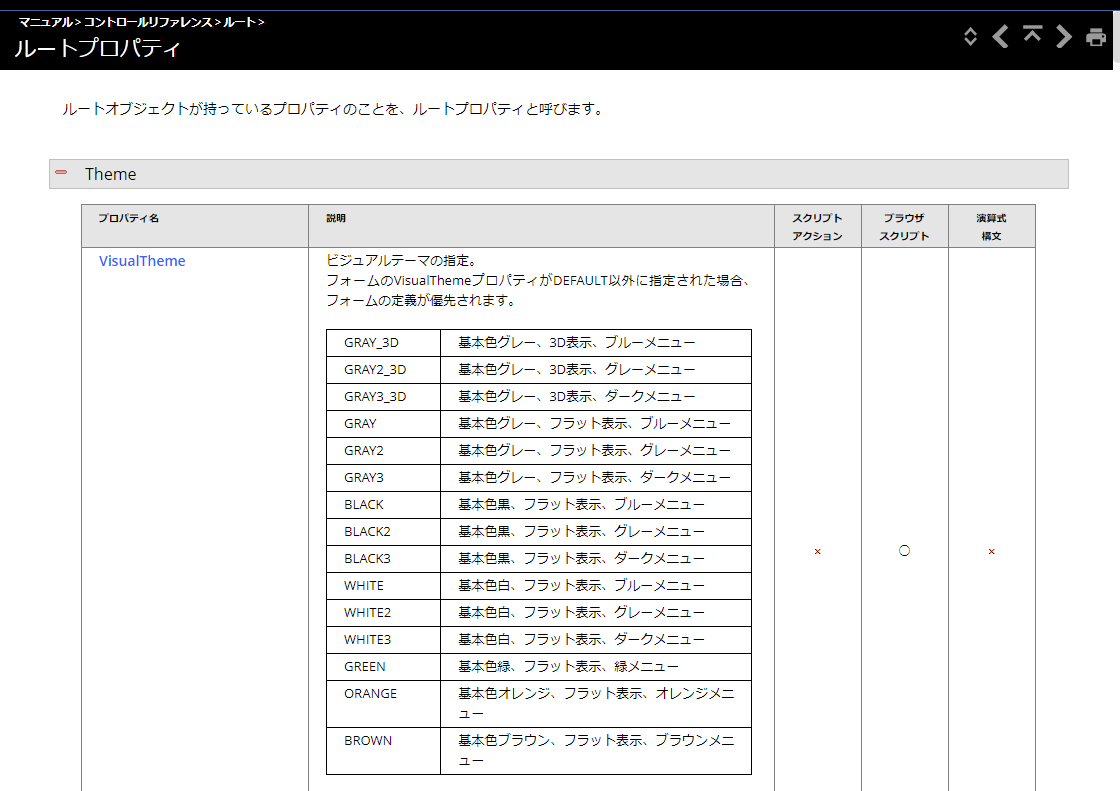 マニュアル > コントロールリファレンス > ルート >
ルートプロパティ
ルートオブジェクトが持っているプロパティのことを、ルートプロパティと呼びます。
Theme
プロパティ名 説明 スクリプト ブラウザ 演算式
アクション スクリプト 構文
VisualTheme ビジュアルテーマの指定。
フォームのVisualThemeプロパティがDEFAULT以外に指定された場合、
フォームの定義が優先されます。
GRAY_3D 基本色グレー、3D表示、ブルーメニュー
GRAY2_3D 基本色グレー、3D表示、グレーメニュー
GRAY3_3D 基本色グレー、3D表示、ダークメニュー
GRAY 基本色グレー、フラット表示、ブルーメニュー
GRAY2 基本色グレー、フラット表示、グレーメニュー
GRAY3 基本色グレー、フラット表示、ダークメニュー
BLACK 基本色黒、フラット表示、ブルーメニュー
BLACK2 基本色黒、フラット表示、グレーメニュー
BLACK3 基本色黒、フラット表示、ダークメニュー × ○ ×
WHITE 基本色白、フラット表示、ブルーメニュー
WHITE2 基本色白、フラット表示、グレーメニュー
WHITE3 基本色白、フラット表示、ダークメニュー
GREEN 基本色緑、フラット表示、緑メニュー
ORANGE 基本色オレンジ、フラット表示、オレンジメニ
ュー
BROWN 基本色ブラウン、フラット表示、ブラウンメニ
ュー